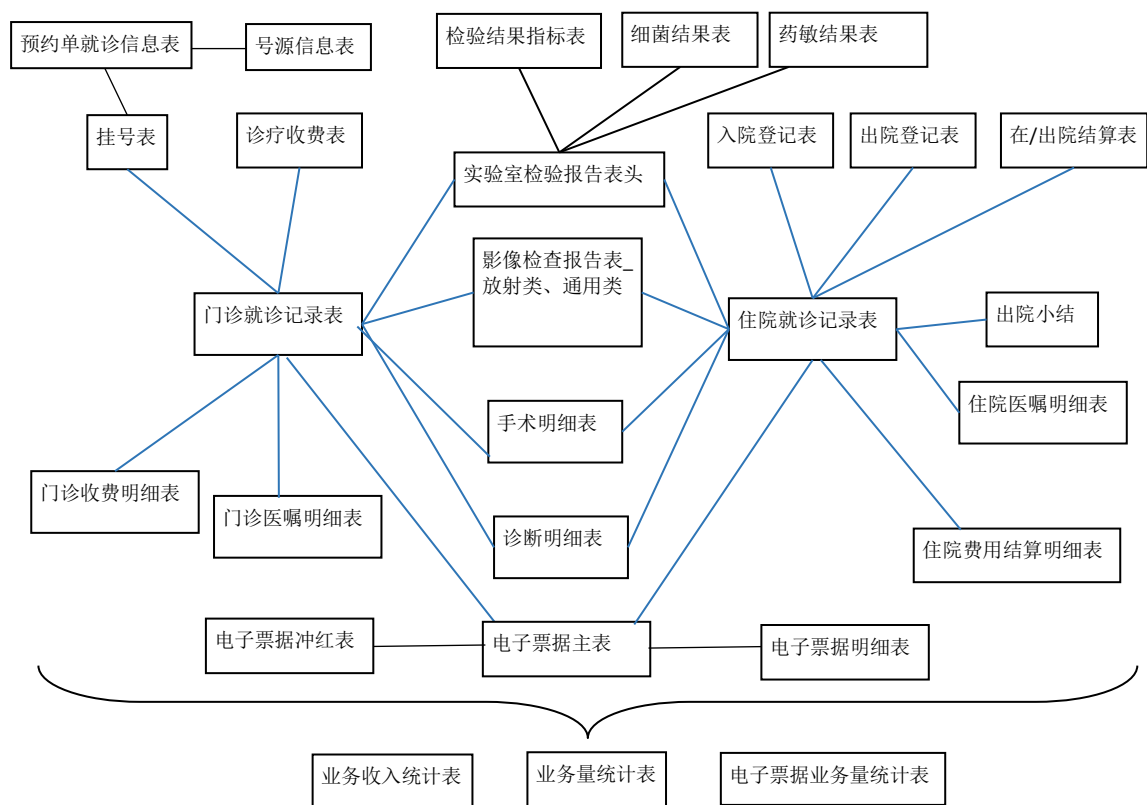 预约单就诊信息表
号源信息表
检验结果指标表
细菌结果表
药敏结果表
挂号表
诊疗收费表
入院登记表
出院登记表
在/出院结算表
实验室检验报告表头
影像检查报告表_
放射类、通用类
门诊就诊记录表
住院就诊记录表
出院小结
住院医嘱明细表
手术明细表
门诊收费明细表
门诊医嘱明细表
诊断明细表
住院费用结算明细表
电子票据冲红表
电子票据主表
电子票据明细表
业务收入统计表
业务量统计表
电子票据业务量统计表